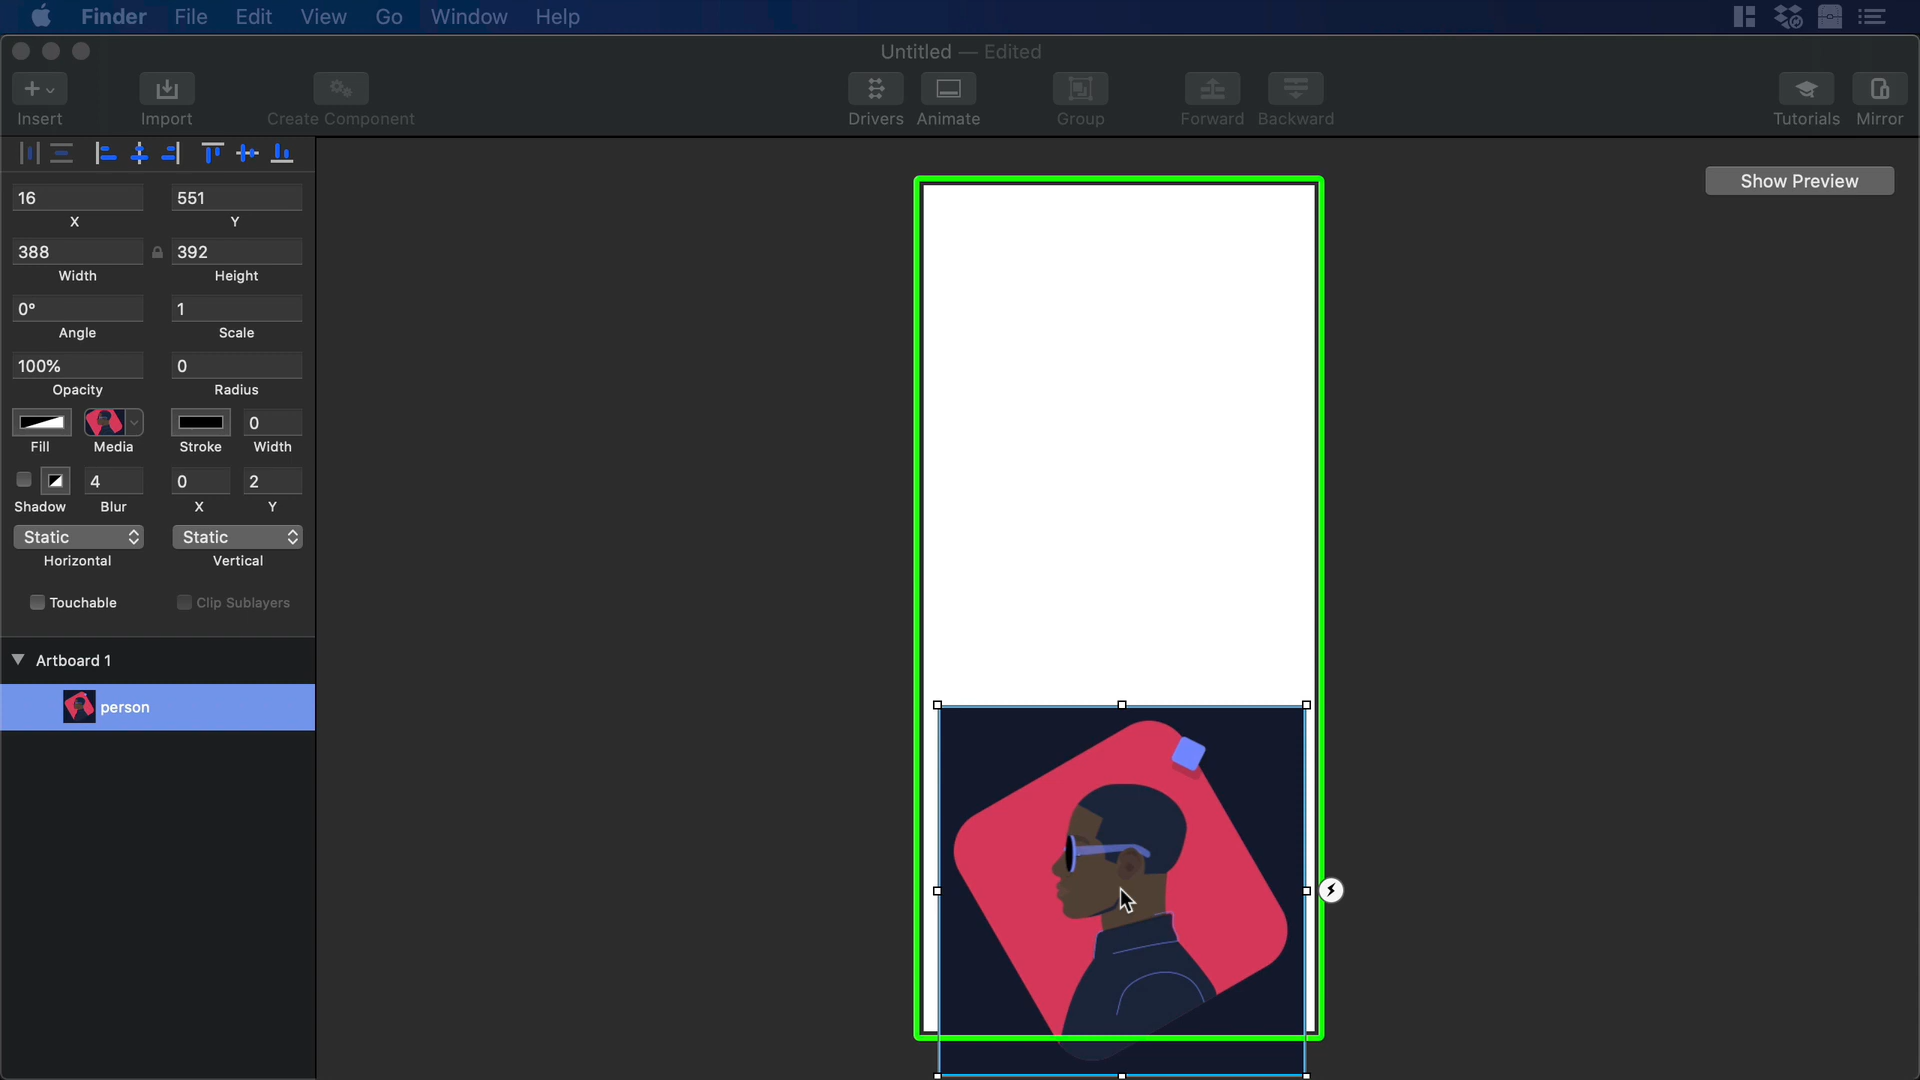 Finder File Edit View Go Window Help
Untitled — Edited
Insert Import Create Component Drivers Animate Group Forward Backward Tutorials Mirror
Show Preview
16 551
X Y
388 392
Width Height
0° 1
Angle Scale
100% 0
Opacity Radius
0
Fill Media Stroke Width
4 0 2
Shadow Blur X Y
Static Static
Horizontal Vertical
Touchable Clip Sublayers
Artboard 1
person